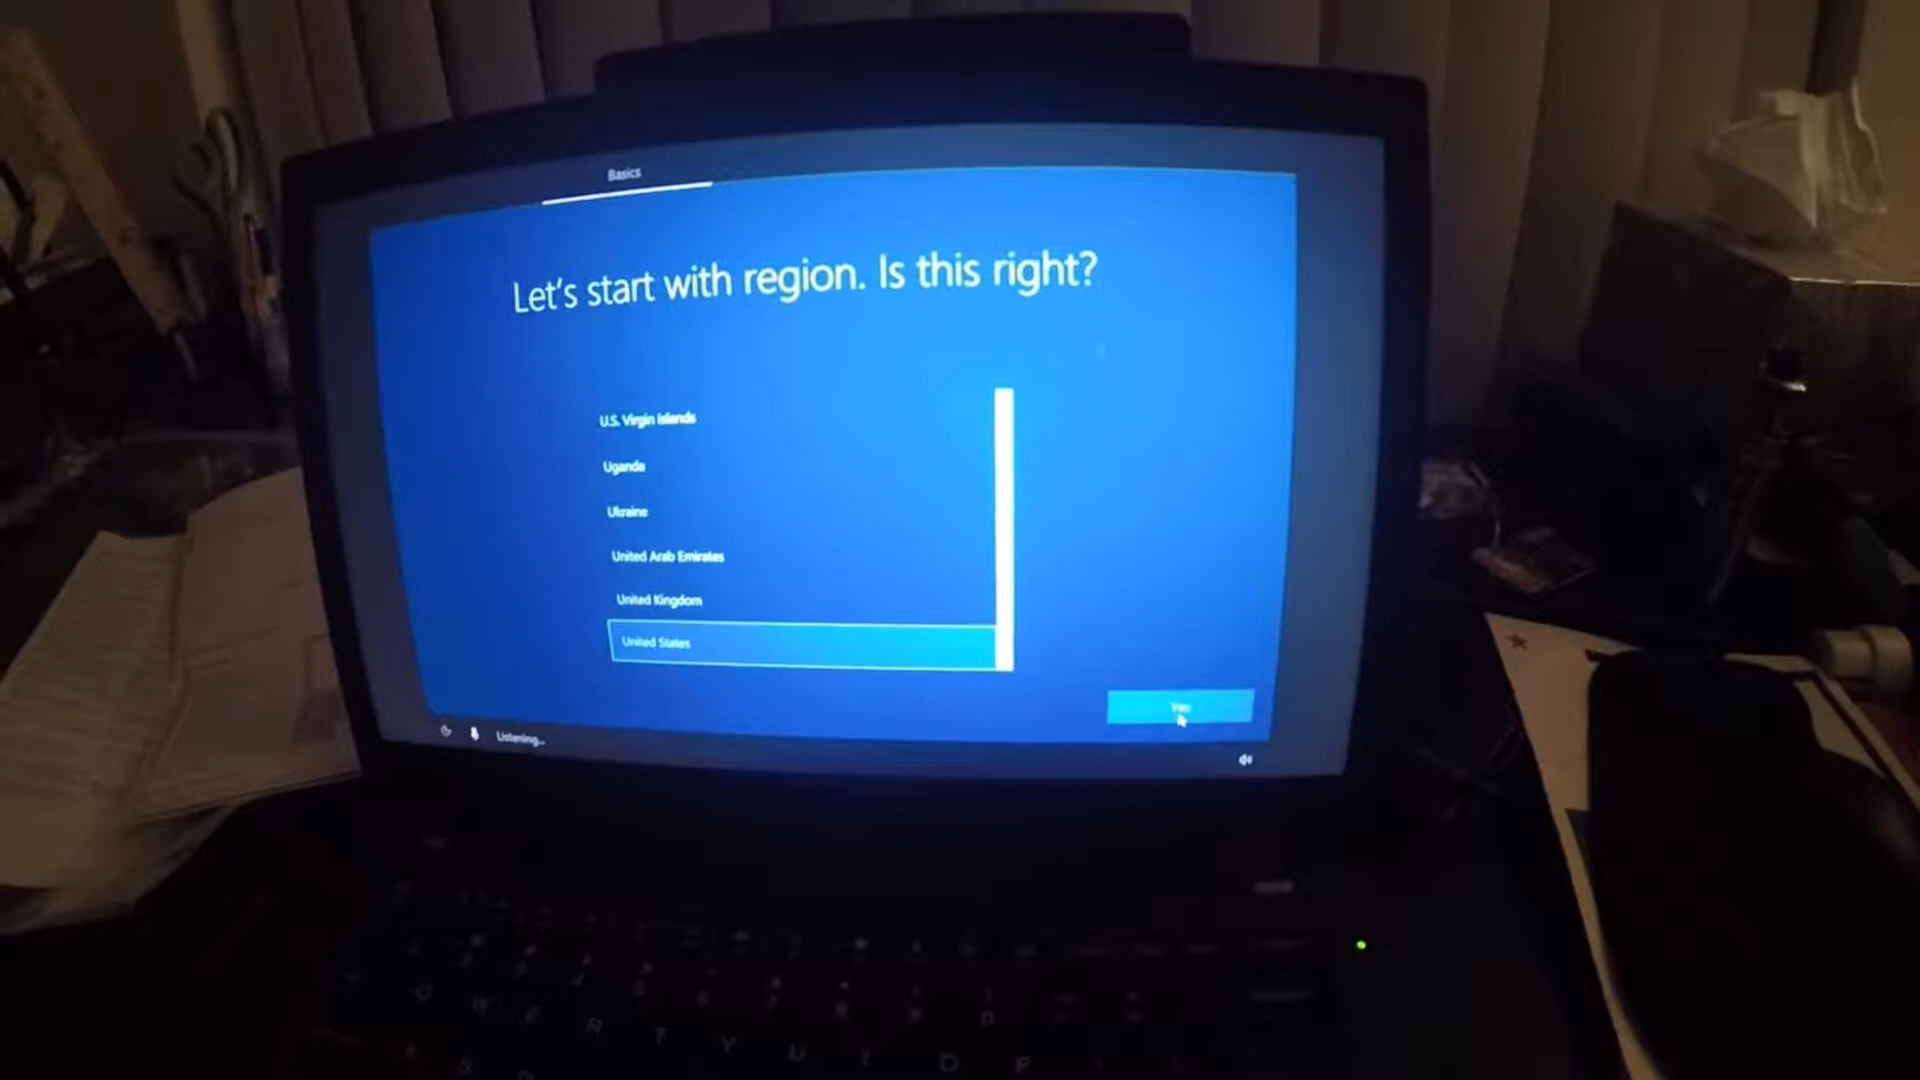 Basics
Let's start with region. Is this right?
U.S. Virgin Islands
Uganda
Ukraine
United Arab Emirates
United Kingdom
United States
Yes
Listening...
Q W E R T Y U I O P